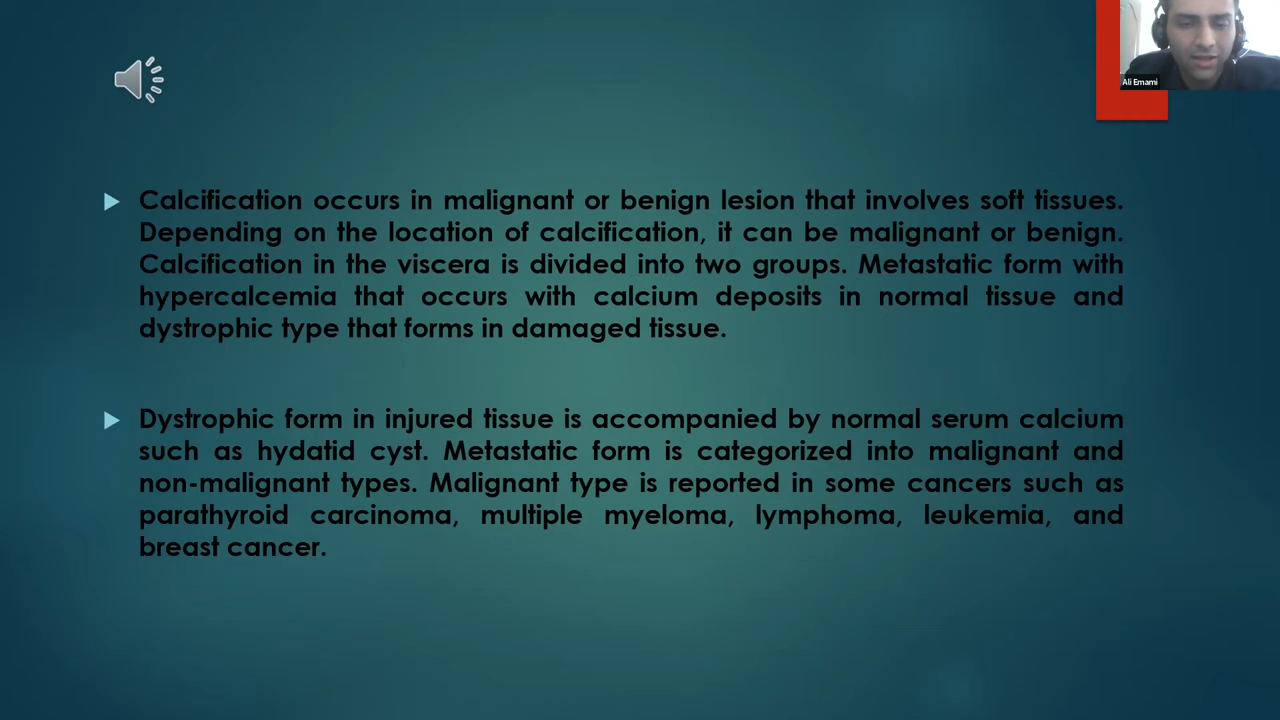 Ali Emami
Calcification occurs in malignant or benign lesion that involves soft tissues.
Depending on the location of calcification, it can be malignant or benign.
Calcification in the viscera is divided into two groups. Metastatic form with
hypercalcemia that occurs with calcium deposits in normal tissue and
dystrophic type that forms in damaged tissue.
Dystrophic form in injured tissue is accompanied by normal serum calcium
such as hydatid cyst. Metastatic form is categorized into malignant and
non-malignant types. Malignant type is reported in some cancers such as
parathyroid carcinoma, multiple myeloma, lymphoma, leukemia, and
breast cancer.